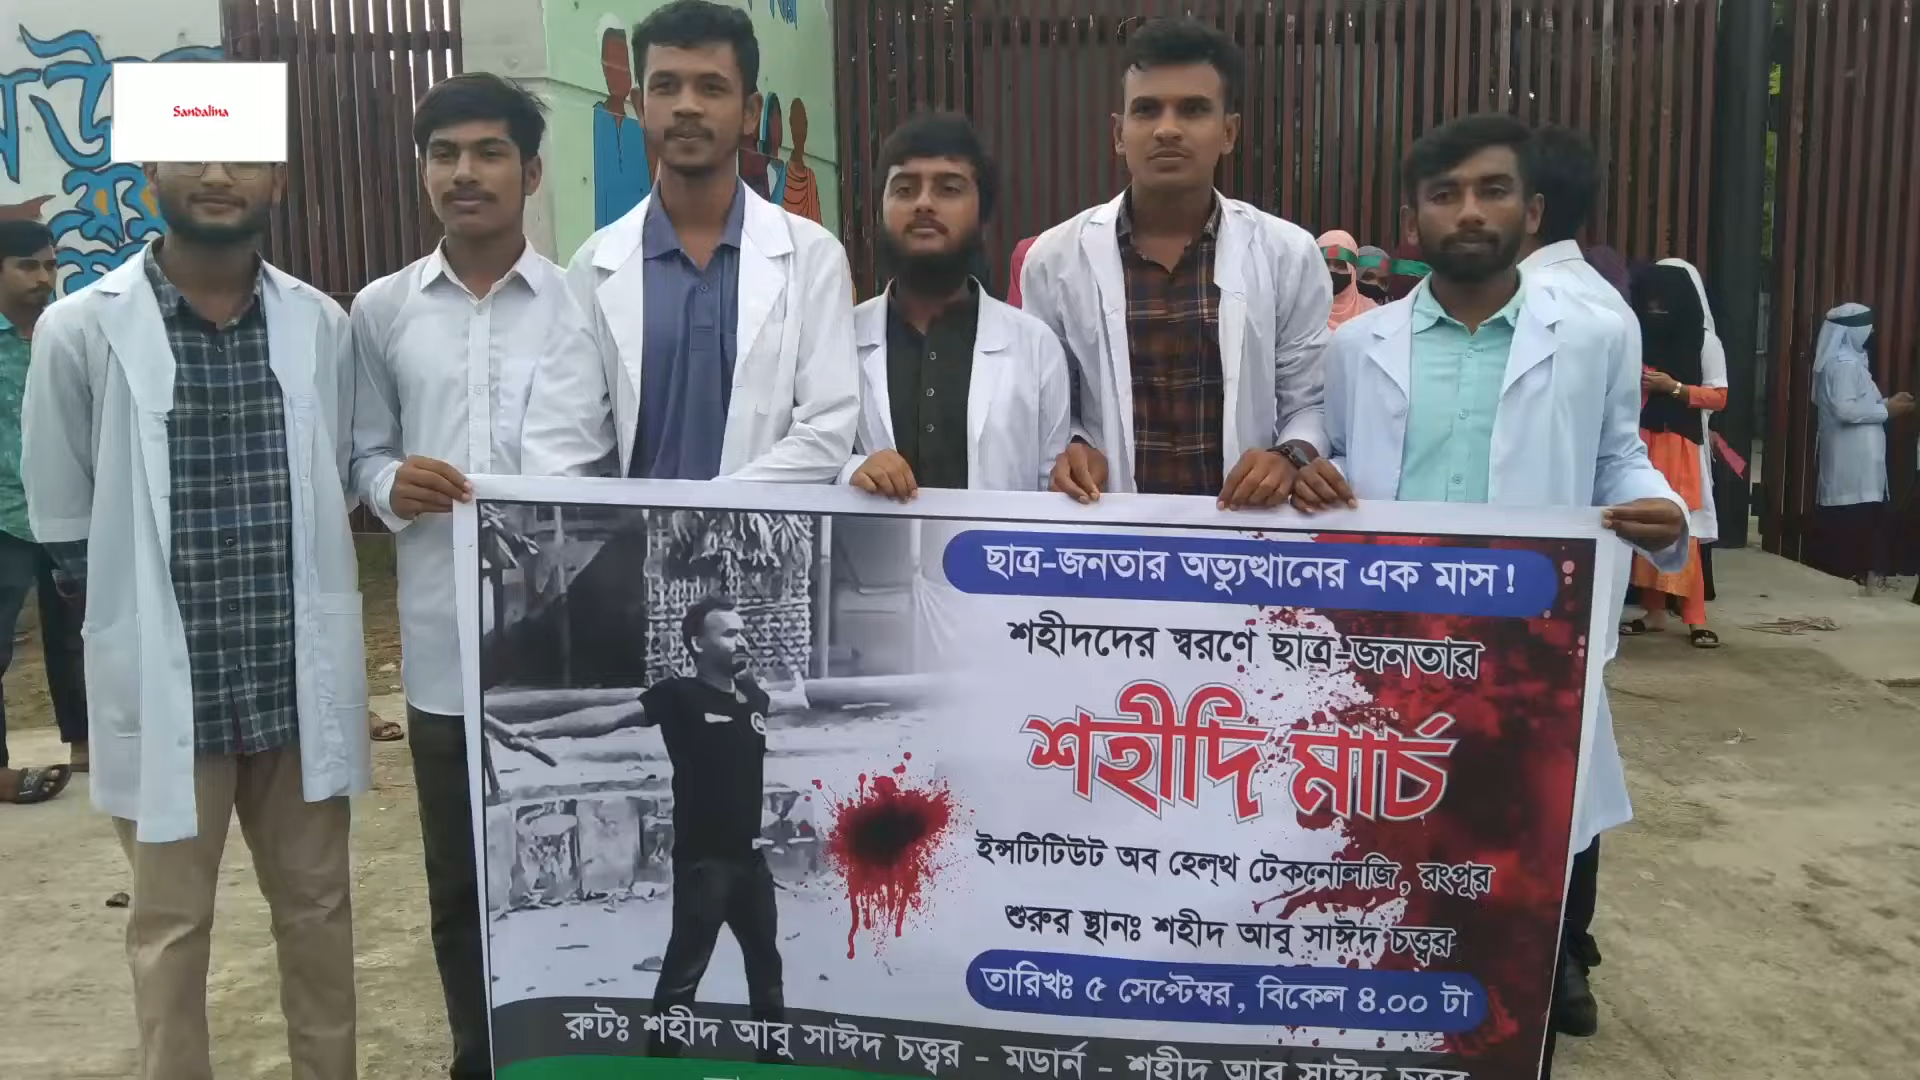 Sandalina
ছাত্র-জনতার অভ্যুত্থানের এক মাস!
শহীদদের স্বরণে ছাত্র-জনতার
শহীদি মার্চ
ইন্সটিটিউট অব হেল্থ টেকনোলজি, রংপুর
শুরুর স্থানঃ শহীদ আবু সাঈদ চত্ত্বর
তারিখঃ ৫ সেপ্টেম্বর, বিকেল ৪.০০ টা
রুটঃ শহীদ আবু সাঈদ চত্ত্বর - মডার্ন - শহীদ আবু সাঈদ চত্ত্বর